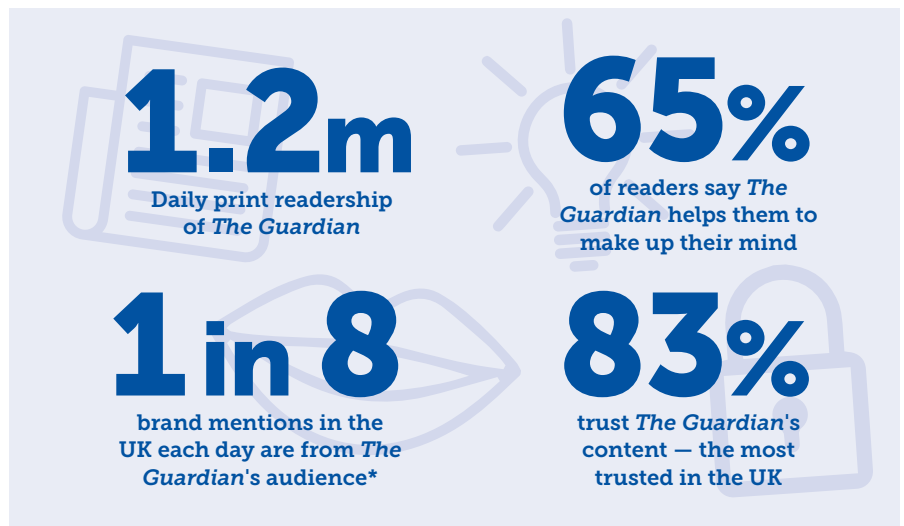 1.2m
Daily print readership
of The Guardian
65%
of readers say The
Guardian helps them to
make up their mind
1 in 8
brand mentions in the
UK each day are from The
Guardian's audience*
83%
trust The Guardian's
content — the most
trusted in the UK